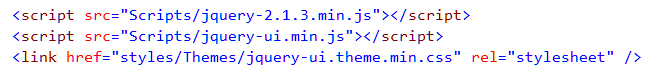 <script src="Scripts/jquery-2.1.3.min.js"></script>
<script src="Scripts/jquery-ui.min.js"></script>
<link href="styles/Themes/jquery-ui.theme.min.css" rel="stylesheet" />